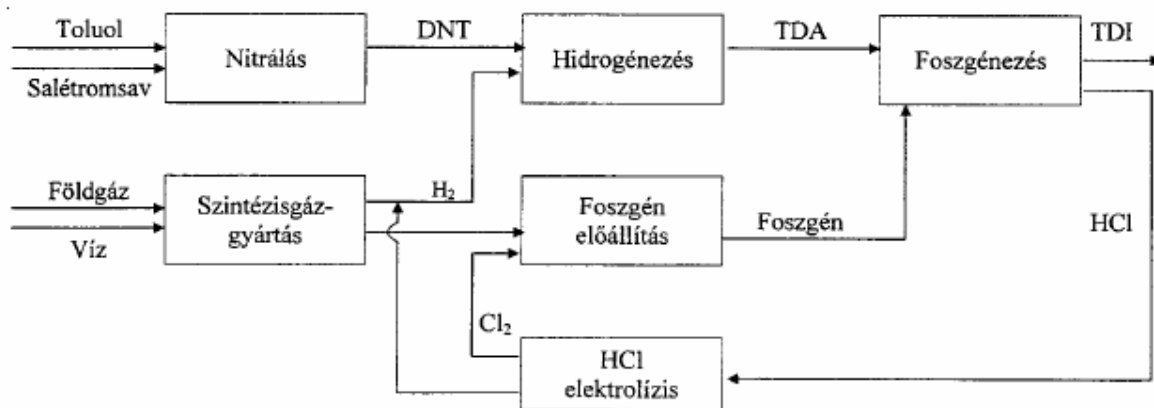 Toluol
Salétromsav
Nitrálás
DNT
Hidrogénezés
TDA
Foszgénezés
TDI
Földgáz
Víz
Szintézisgáz-
gyártás
H₂
Foszgén
előállítás
Foszgén
HCl
Cl₂
HCl
elektrolízis